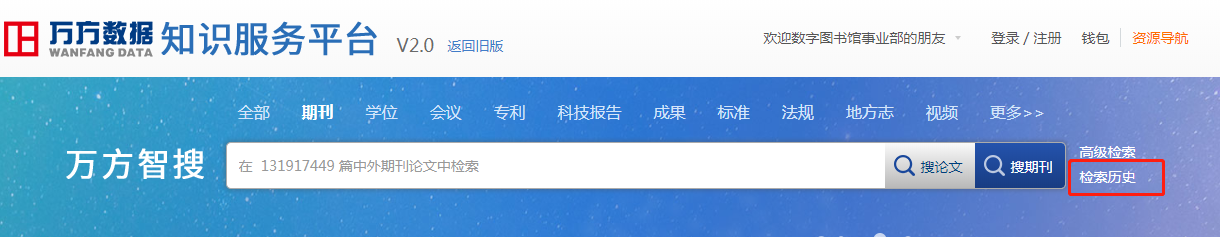 万方数据 知识服务平台 V2.0 返回旧版 欢迎数字图书馆事业部的朋友 登录 / 注册 钱包 资源导航
WANFANG DATA
全部 期刊 学位 会议 专利 科技报告 成果 标准 法规 地方志 视频 更多>>
万方智搜 在 131917449 篇中外期刊论文中检索 搜论文 搜期刊 高级检索
检索历史